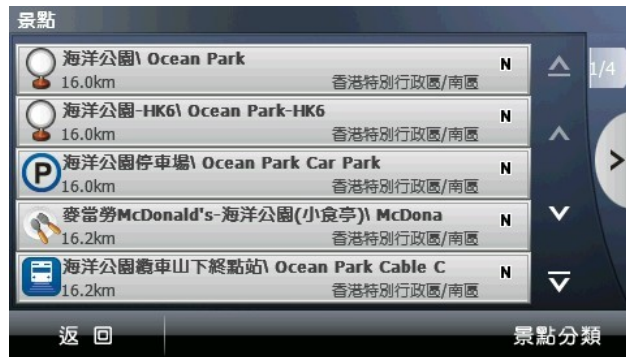 景點
海洋公園\ Ocean Park N
16.0km 香港特別行政區/南區
海洋公園-HK6\ Ocean Park-HK6 N
16.0km 香港特別行政區/南區
P 海洋公園停車場\ Ocean Park Car Park N
16.0km 香港特別行政區/南區
麥當勞McDonald's-海洋公園(小食亭)\ McDona N
16.2km 香港特別行政區/南區
海洋公園纜車山下終點站\ Ocean Park Cable C N
16.2km 香港特別行政區/南區
1/4
返回
景點分類